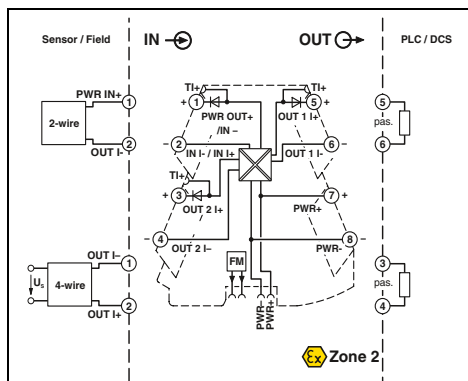 Sensor / Field
IN
OUT
PLC / DCS
PWR IN+
1
2-wire
2
OUT I-
TI+
1
+
PWR OUT+
/IN –
–
2
IN I- / IN I+
TI+
+
3
OUT 2 I+
4
–
OUT 2 I–
TI+
5
+
OUT 1 I+
6
–
OUT 1 I-
+
7
PWR+
8
–
PWR-
FM
PWR-
PWR+
5
pas.
6
OUT I–
1
Us
4-wire
2
OUT I+
3
pas.
4
Ex
Zone 2